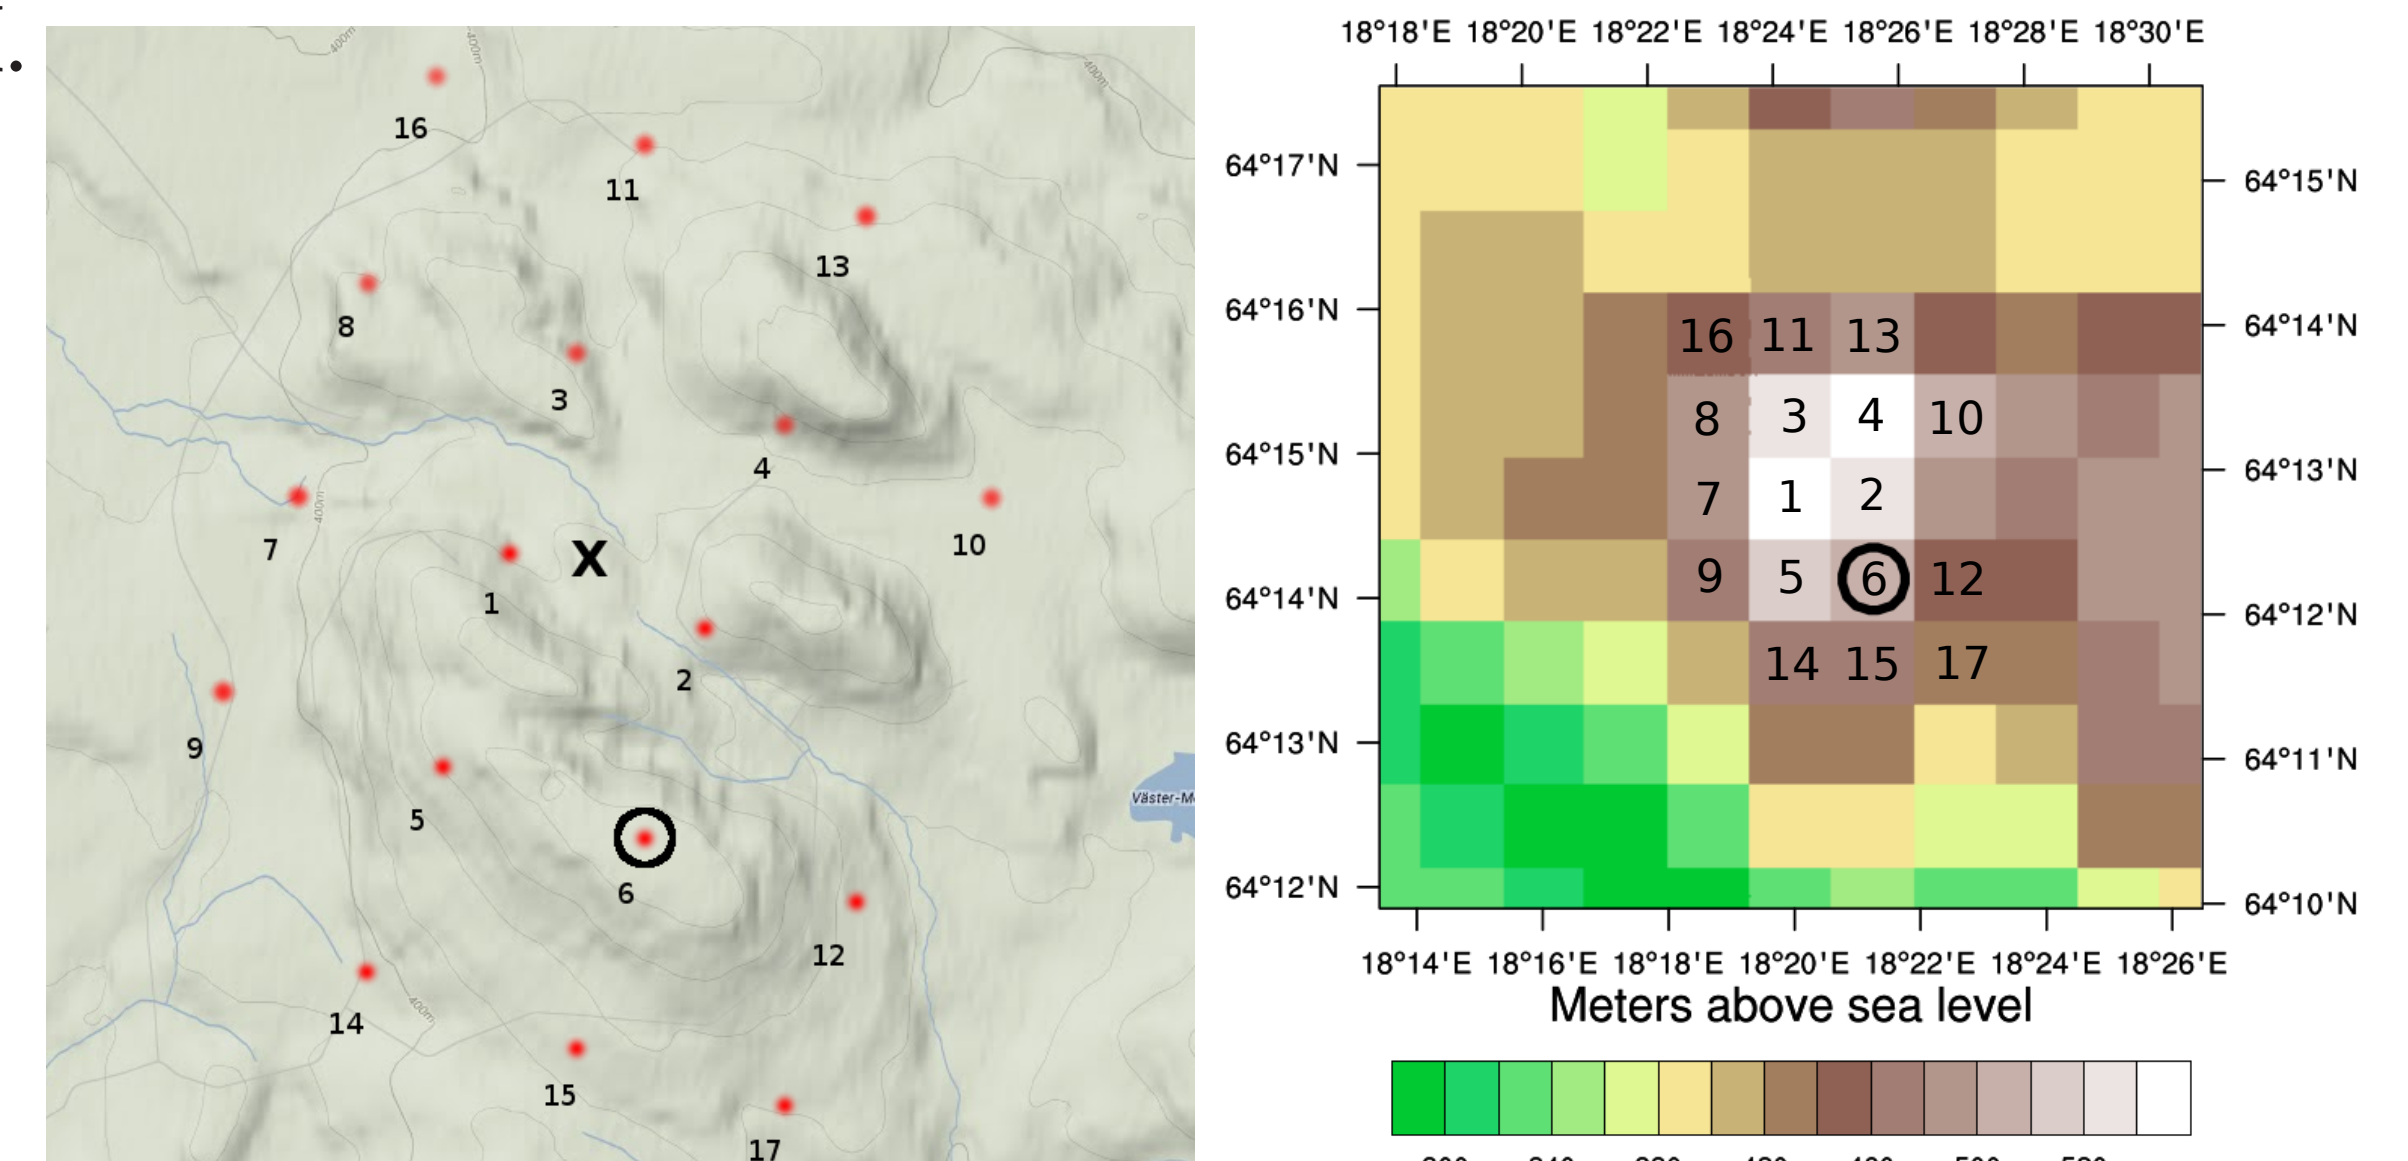 18°18'E 18°20'E 18°22'E 18°24'E 18°26'E 18°28'E 18°30'E
400m
400m
400m
16
11
13
8
3
4
7
400m
10
1
X
2
9
5
Väster-M
6
12
14
400m
15
17
64°17'N
64°15'N
64°16'N
16 11 13
64°14'N
8 3 4 10
64°15'N
64°13'N
7 1 2
64°14'N
9 5 6 12
64°12'N
14 15 17
64°13'N
64°11'N
64°12'N
64°10'N
18°14'E 18°16'E 18°18'E 18°20'E 18°22'E 18°24'E 18°26'E
Meters above sea level